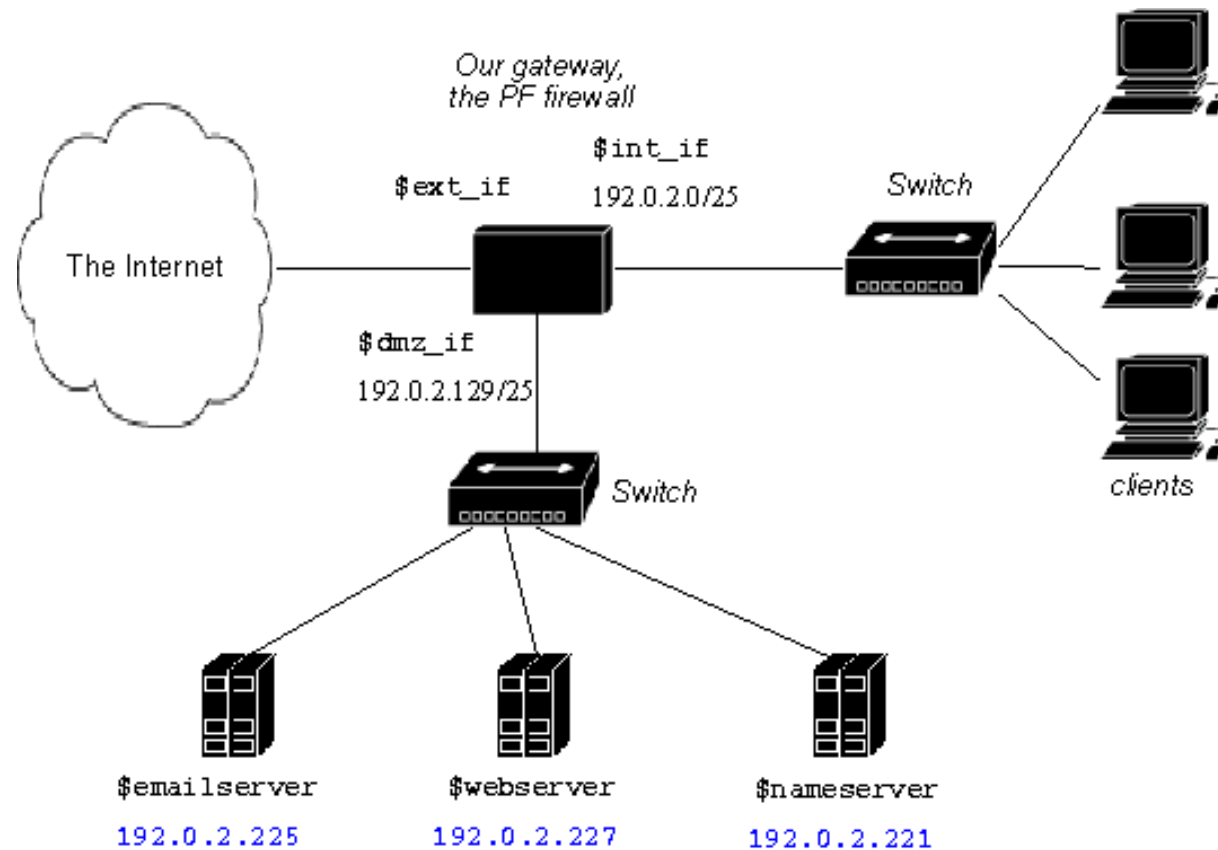 Our gateway,
the PF firewall
$int_if
192.0.2.0/25
$ext_if
Switch
The Internet
$dmz_if
192.0.2.129/25
Switch
clients
$emailserver
$webserver
$nameserver
192.0.2.225
192.0.2.227
192.0.2.221